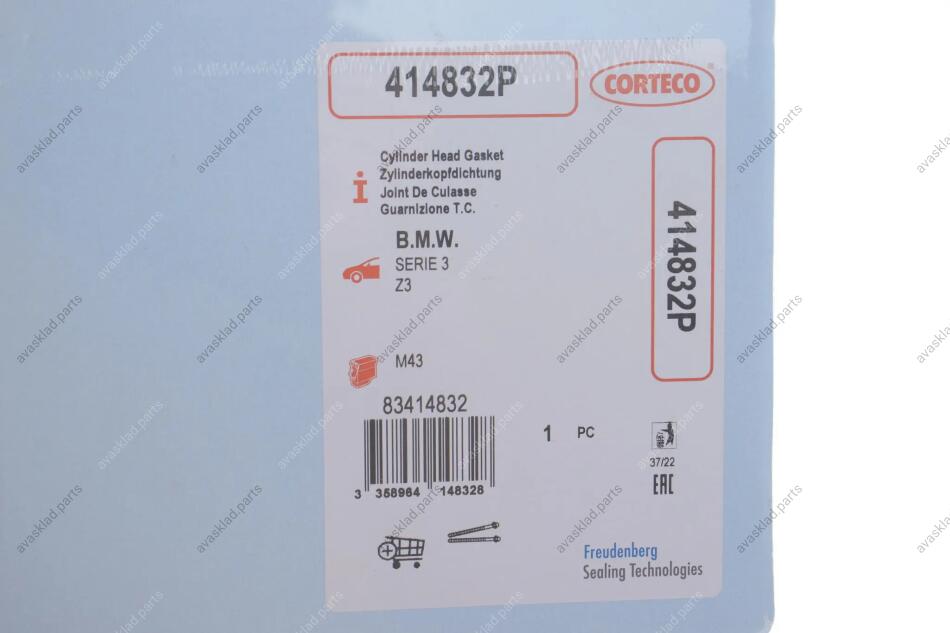 414832P
CORTECO
Cylinder Head Gasket
Zylinderkopfdichtung
Joint De Culasse
Guarnizione T.C.
B.M.W.
SERIE 3
Z3
414832P
M43
83414832
1 PC
3 358964 148328
37/22
EAC
Freudenberg
Sealing Technologies
avasklad.parts